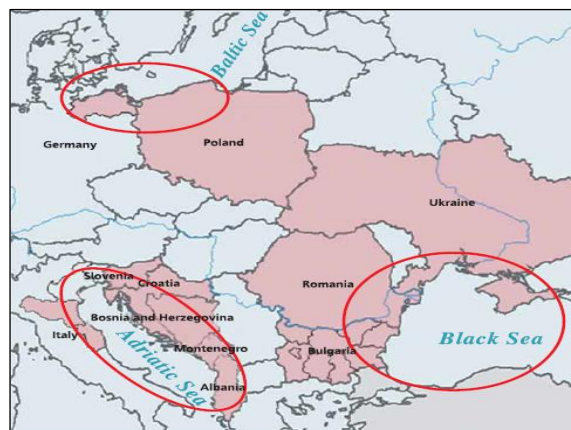 Baltic Sea
Germany
Poland
Ukraine
Slovenia
Croatia
Romania
Bosnia and Herzegovina
Italy
Adriatic Sea
Montenegro
Bulgaria
Black Sea
Albania